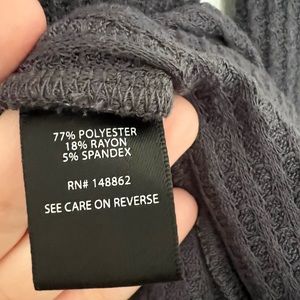 77% POLYESTER
18% RAYON
5% SPANDEX
RN# 148862
SEE CARE ON REVERSE